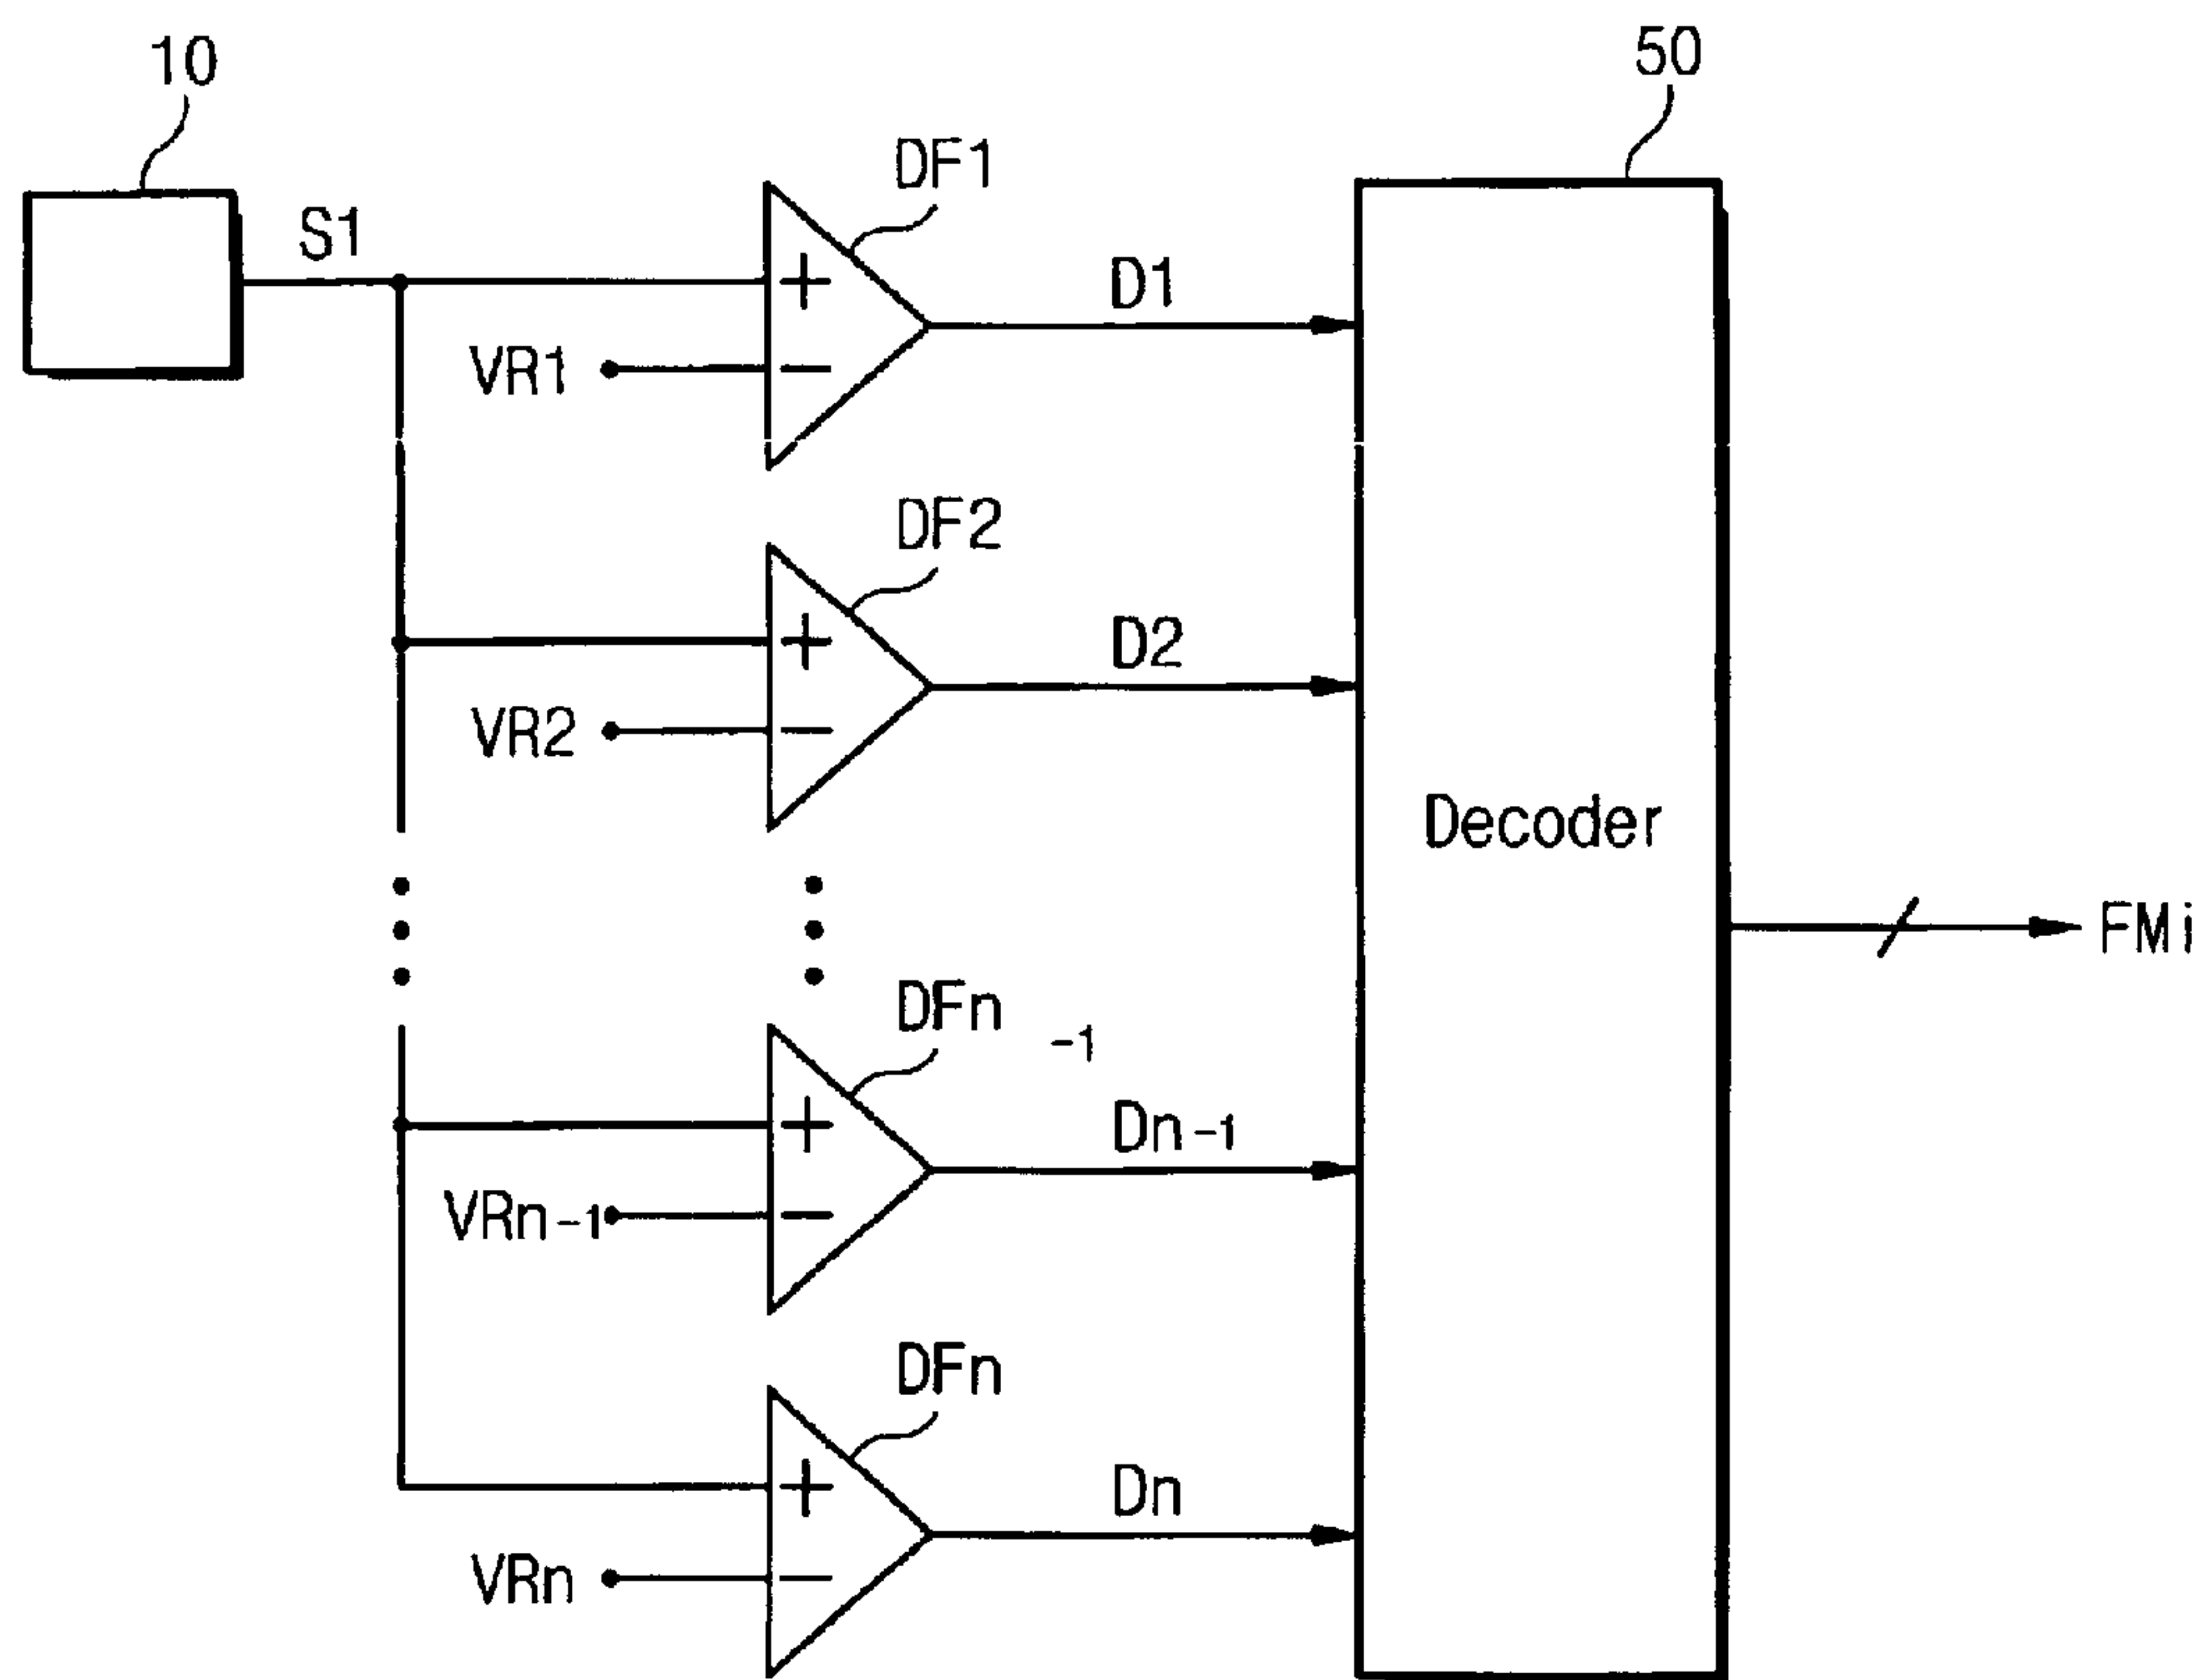 10
50
DF1
S1
D1
VR1
DF2
D2
VR2
Decoder
FMi
DFn-1
Dn-1
VRn-1
DFn
Dn
VRn